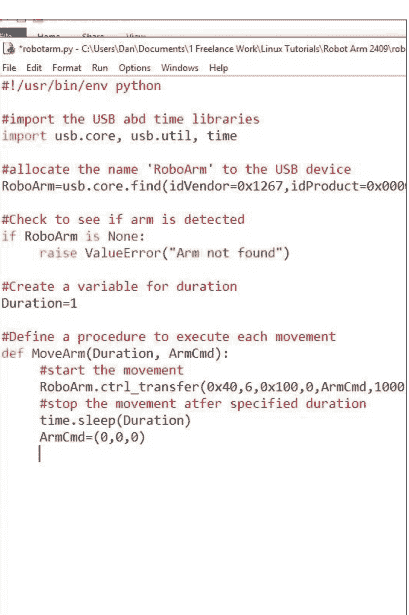 Home Share View
*robotarm.py - C:\Users\Dan\Documents\1 Freelance Work\Linux Tutorials\Robot Arm 2409\rob
File Edit Format Run Options Windows Help
#!/usr/bin/env python
#import the USB abd time libraries
import usb.core, usb.util, time
#allocate the name 'RoboArm' to the USB device
RoboArm=usb.core.find(idVendor=0x1267,idProduct=0x000
#Check to see if arm is detected
if RoboArm is None:
raise ValueError("Arm not found")
#Create a variable for duration
Duration=1
#Define a procedure to execute each movement
def MoveArm(Duration, ArmCmd):
#start the movement
RoboArm.ctrl_transfer(0x40,6,0x100,0,ArmCmd,1000
#stop the movement atfer specified duration
time.sleep(Duration)
ArmCmd=(0,0,0)